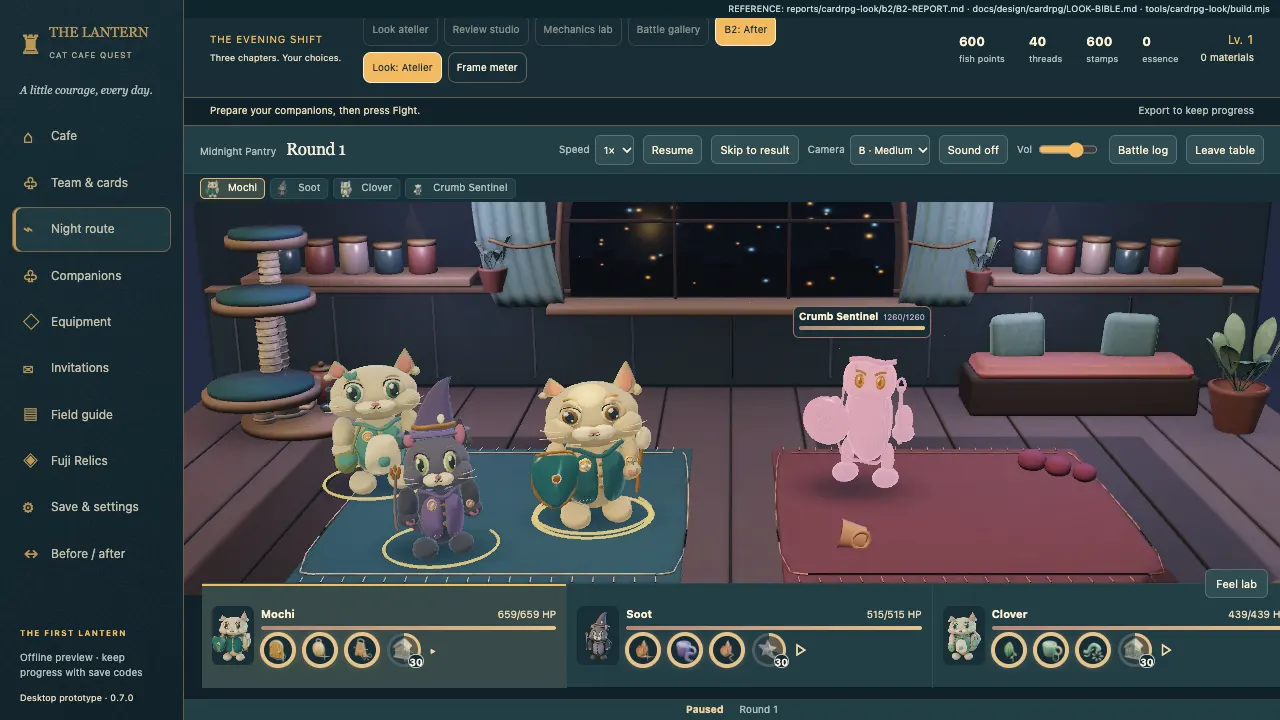 REFERENCE: reports/cardrpg-look/b2/B2-REPORT.md · docs/design/cardrpg/LOOK-BIBLE.md · tools/cardrpg-look/build.mjs
THE LANTERN
CAT CAFE QUEST
A little courage, every day.
Cafe
Team & cards
Night route
Companions
Equipment
Invitations
Field guide
Fuji Relics
Save & settings
Before / after
THE FIRST LANTERN
Offline preview · keep
progress with save codes
Desktop prototype · 0.7.0
THE EVENING SHIFT
Three chapters. Your choices.
Look atelier
Review studio
Mechanics lab
Battle gallery
B2: After
Look: Atelier
Frame meter
600
fish points
40
threads
600
stamps
0
essence
Lv. 1
0 materials
Prepare your companions, then press Fight.
Export to keep progress
Midnight Pantry
Round 1
Speed
1×
Resume
Skip to result
Camera
B · Medium
Sound off
Vol
Battle log
Leave table
Mochi
Soot
Clover
Crumb Sentinel
Crumb Sentinel 1260/1260
Feel lab
Mochi
659/659 HP
30
Soot
515/515 HP
30
Clover
439/439 H
30
Paused
Round 1